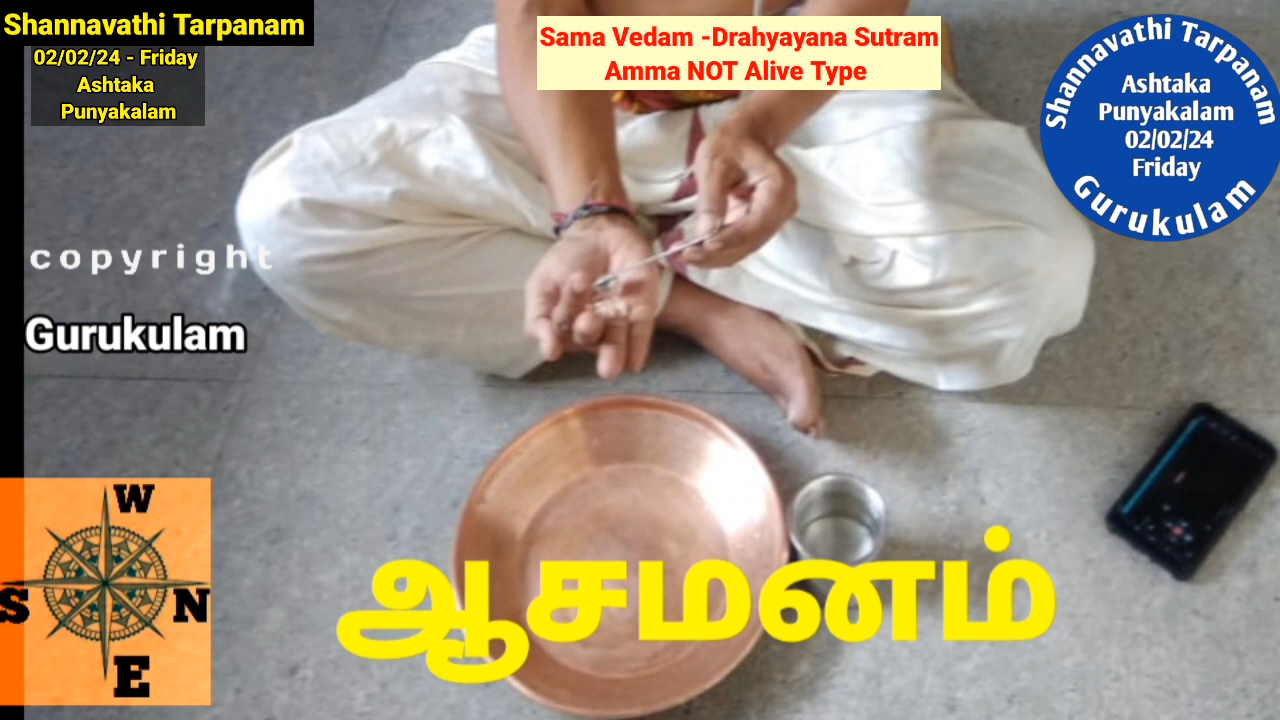 Shannavathi Tarpanam
02/02/24 - Friday
Ashtaka
Punyakalam
Sama Vedam -Drahyayana Sutram
Amma NOT Alive Type
Shannavathi Tarpanam
Ashtaka
Punyakalam
02/02/24
Friday
Gurukulam
copyright
Gurukulam
W
S N
E
ஆசமனம்